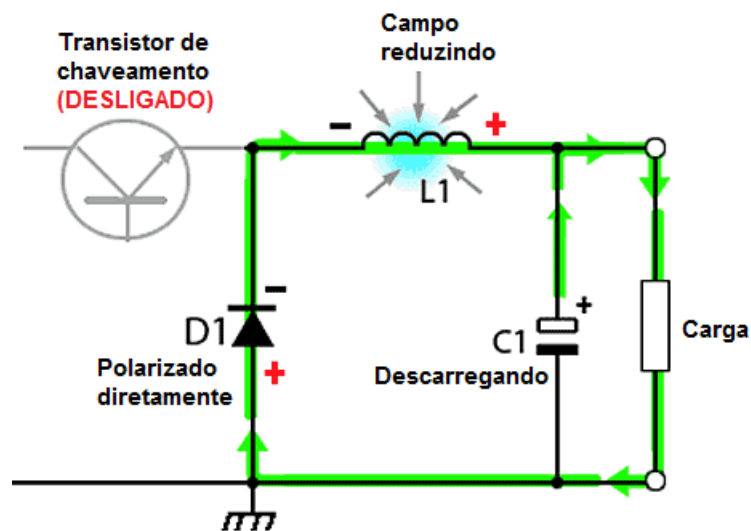 Transistor de
chaveamento
(DESLIGADO)
Campo
reduzindo
- +
L1
-
D1
+
Polarizado
diretamente
+
C1
Descarregando
Carga